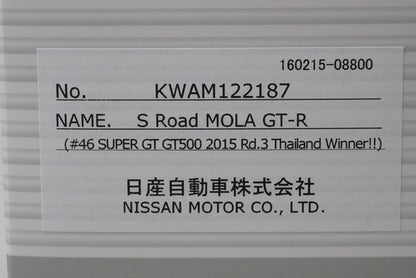 160215-08800
No. KWAM122187
NAME. S Road MOLA GT-R
(#46 SUPER GT GT500 2015 Rd.3 Thailand Winner!!)
日産自動車株式会社
NISSAN MOTOR CO., LTD.